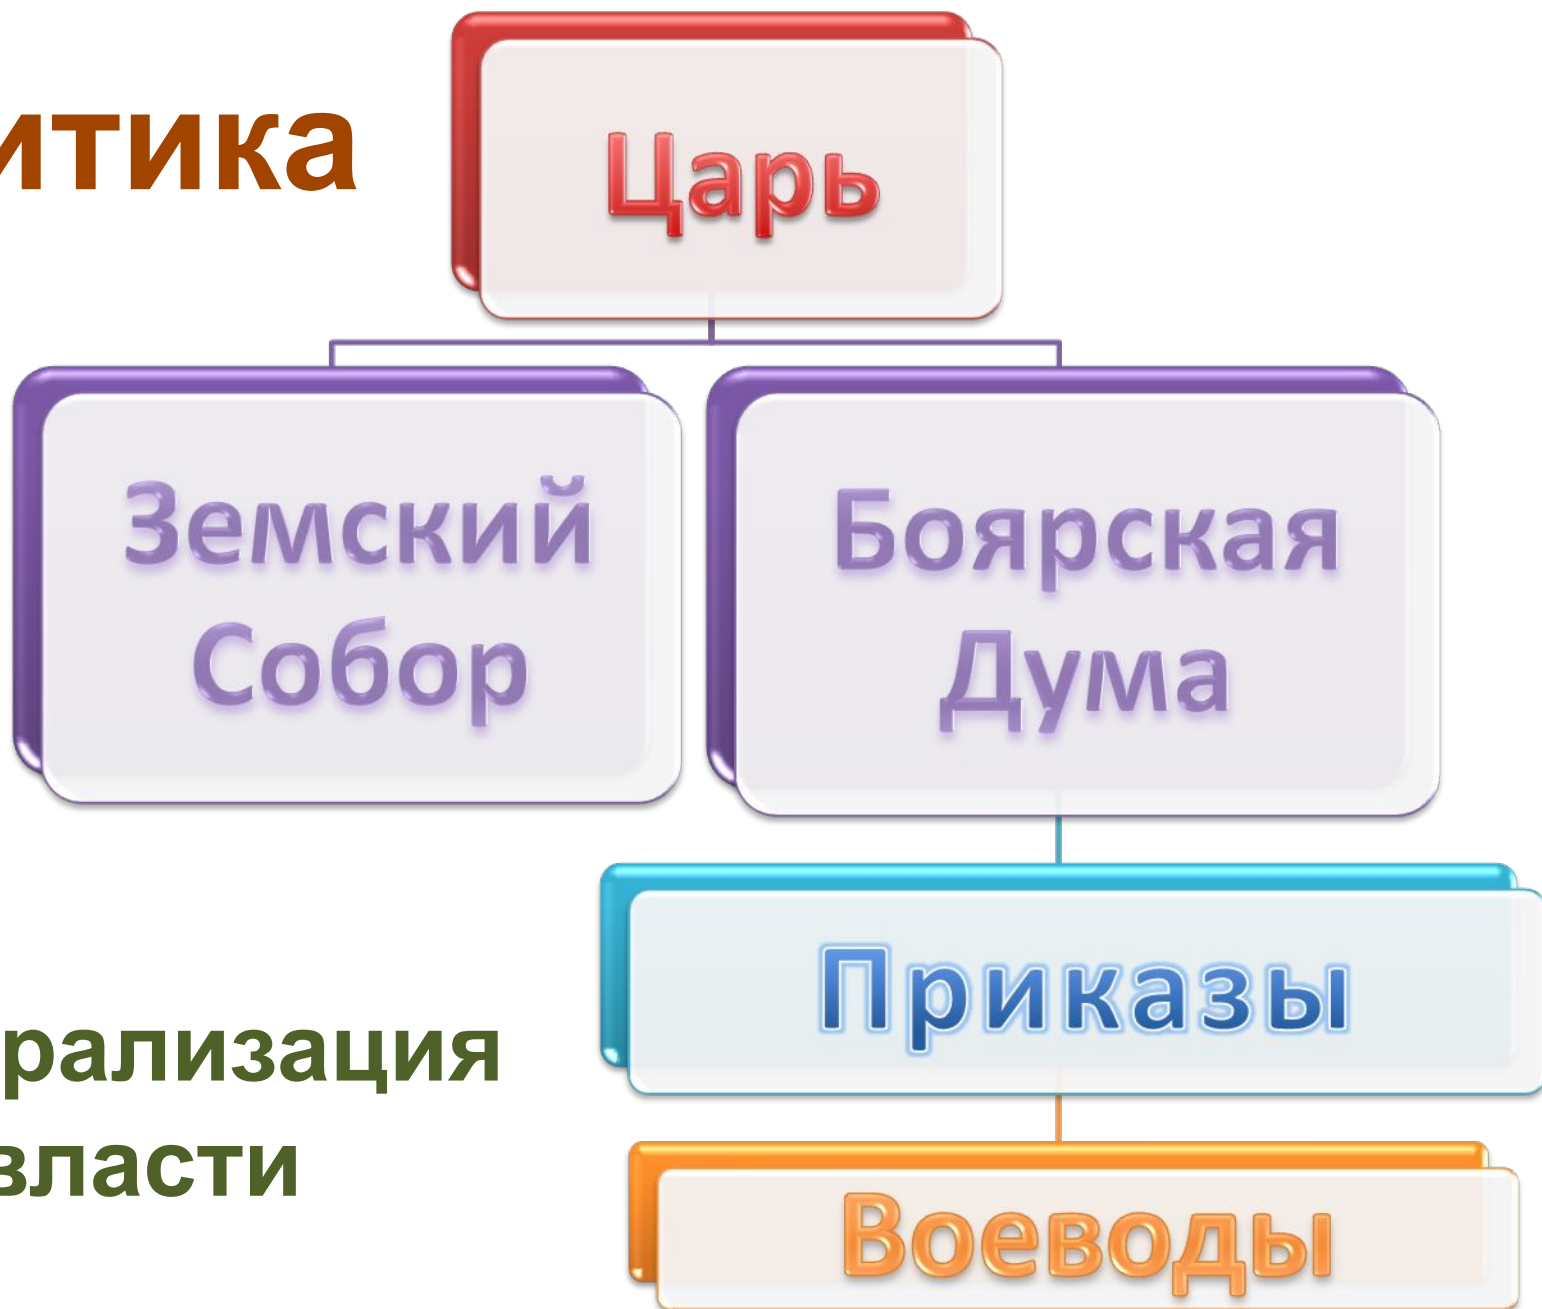 итика
Царь
Земский
Собор
Боярская
Дума
Приказы
рализация
власти
Воеводы